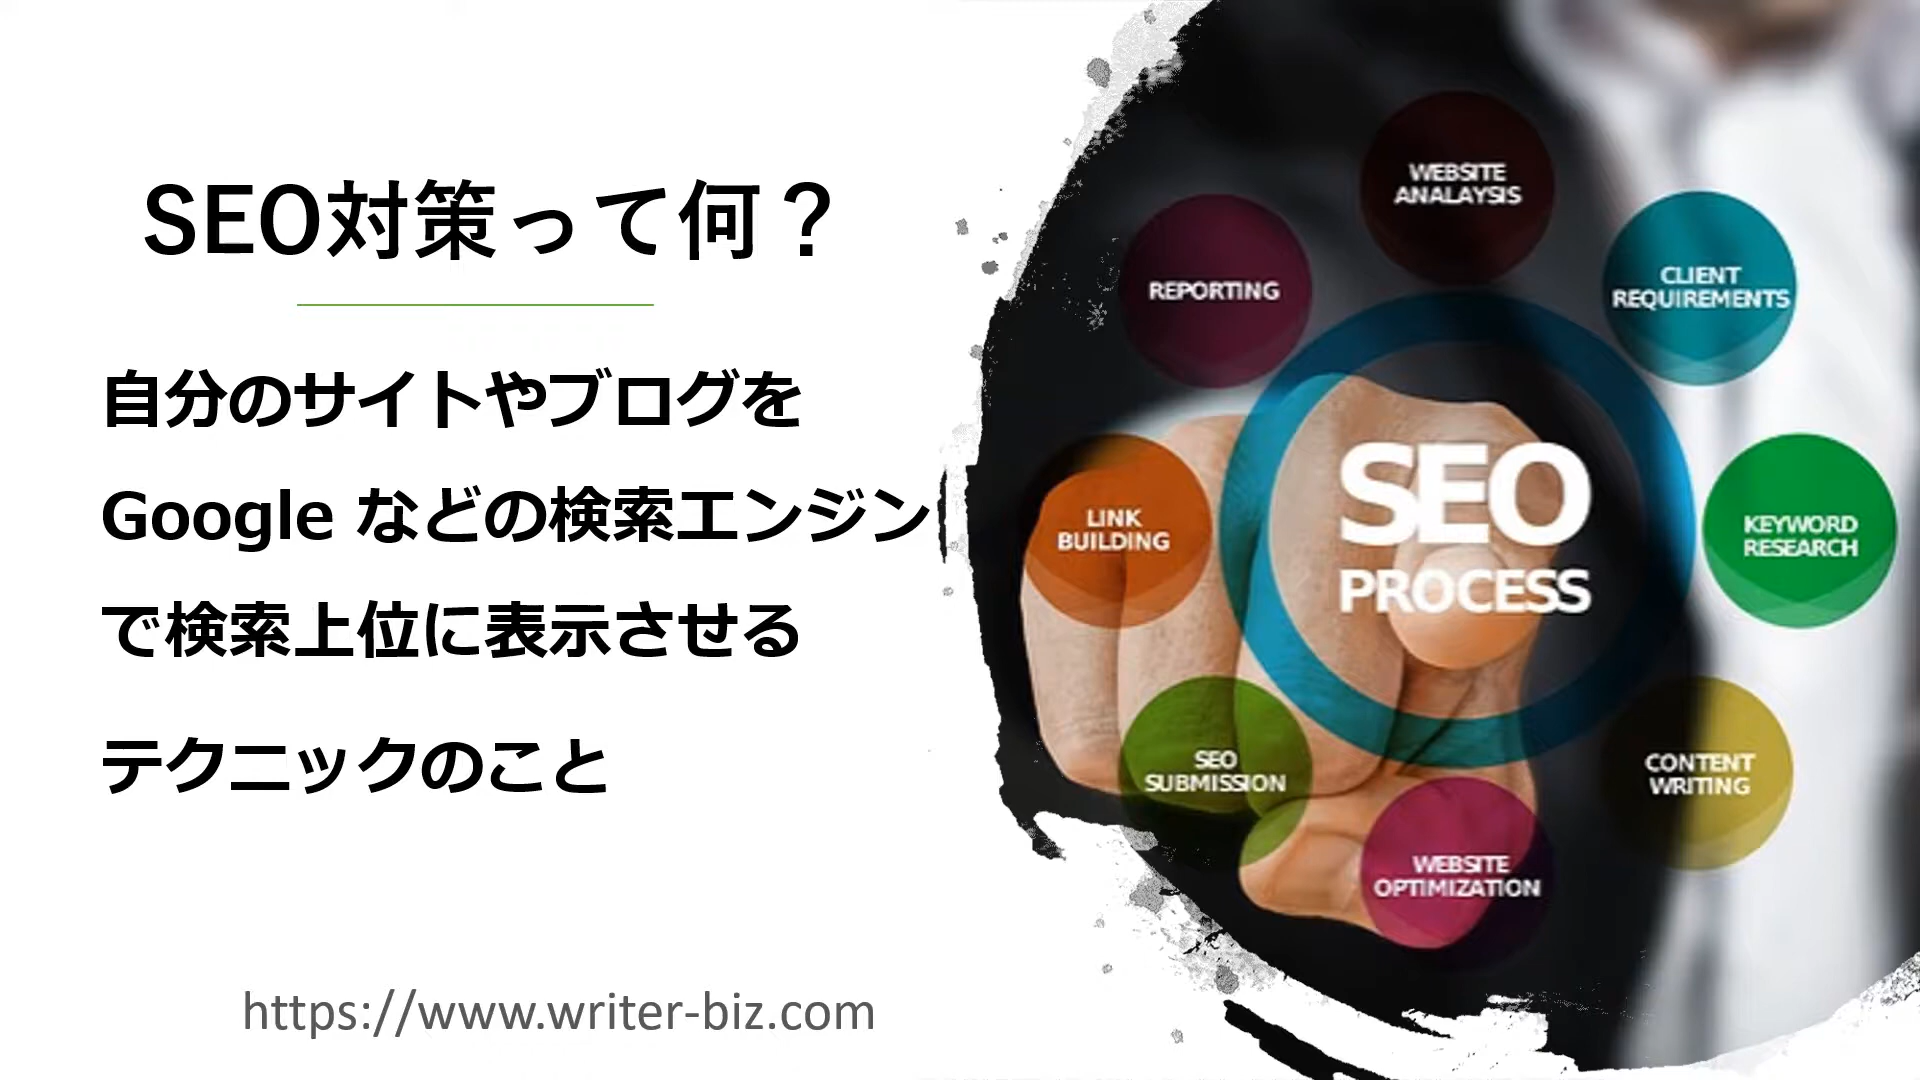 SEO対策って何？
自分のサイトやブログを
Google などの検索エンジン
で検索上位に表示させる
テクニックのこと
https://www.writer-biz.com
WEBSITE
ANALAYSIS
CLIENT
REQUIREMENTS
KEYWORD
RESEARCH
CONTENT
WRITING
WEBSITE
OPTIMIZATION
SEO
SUBMISSION
LINK
BUILDING
REPORTING
SEO
PROCESS